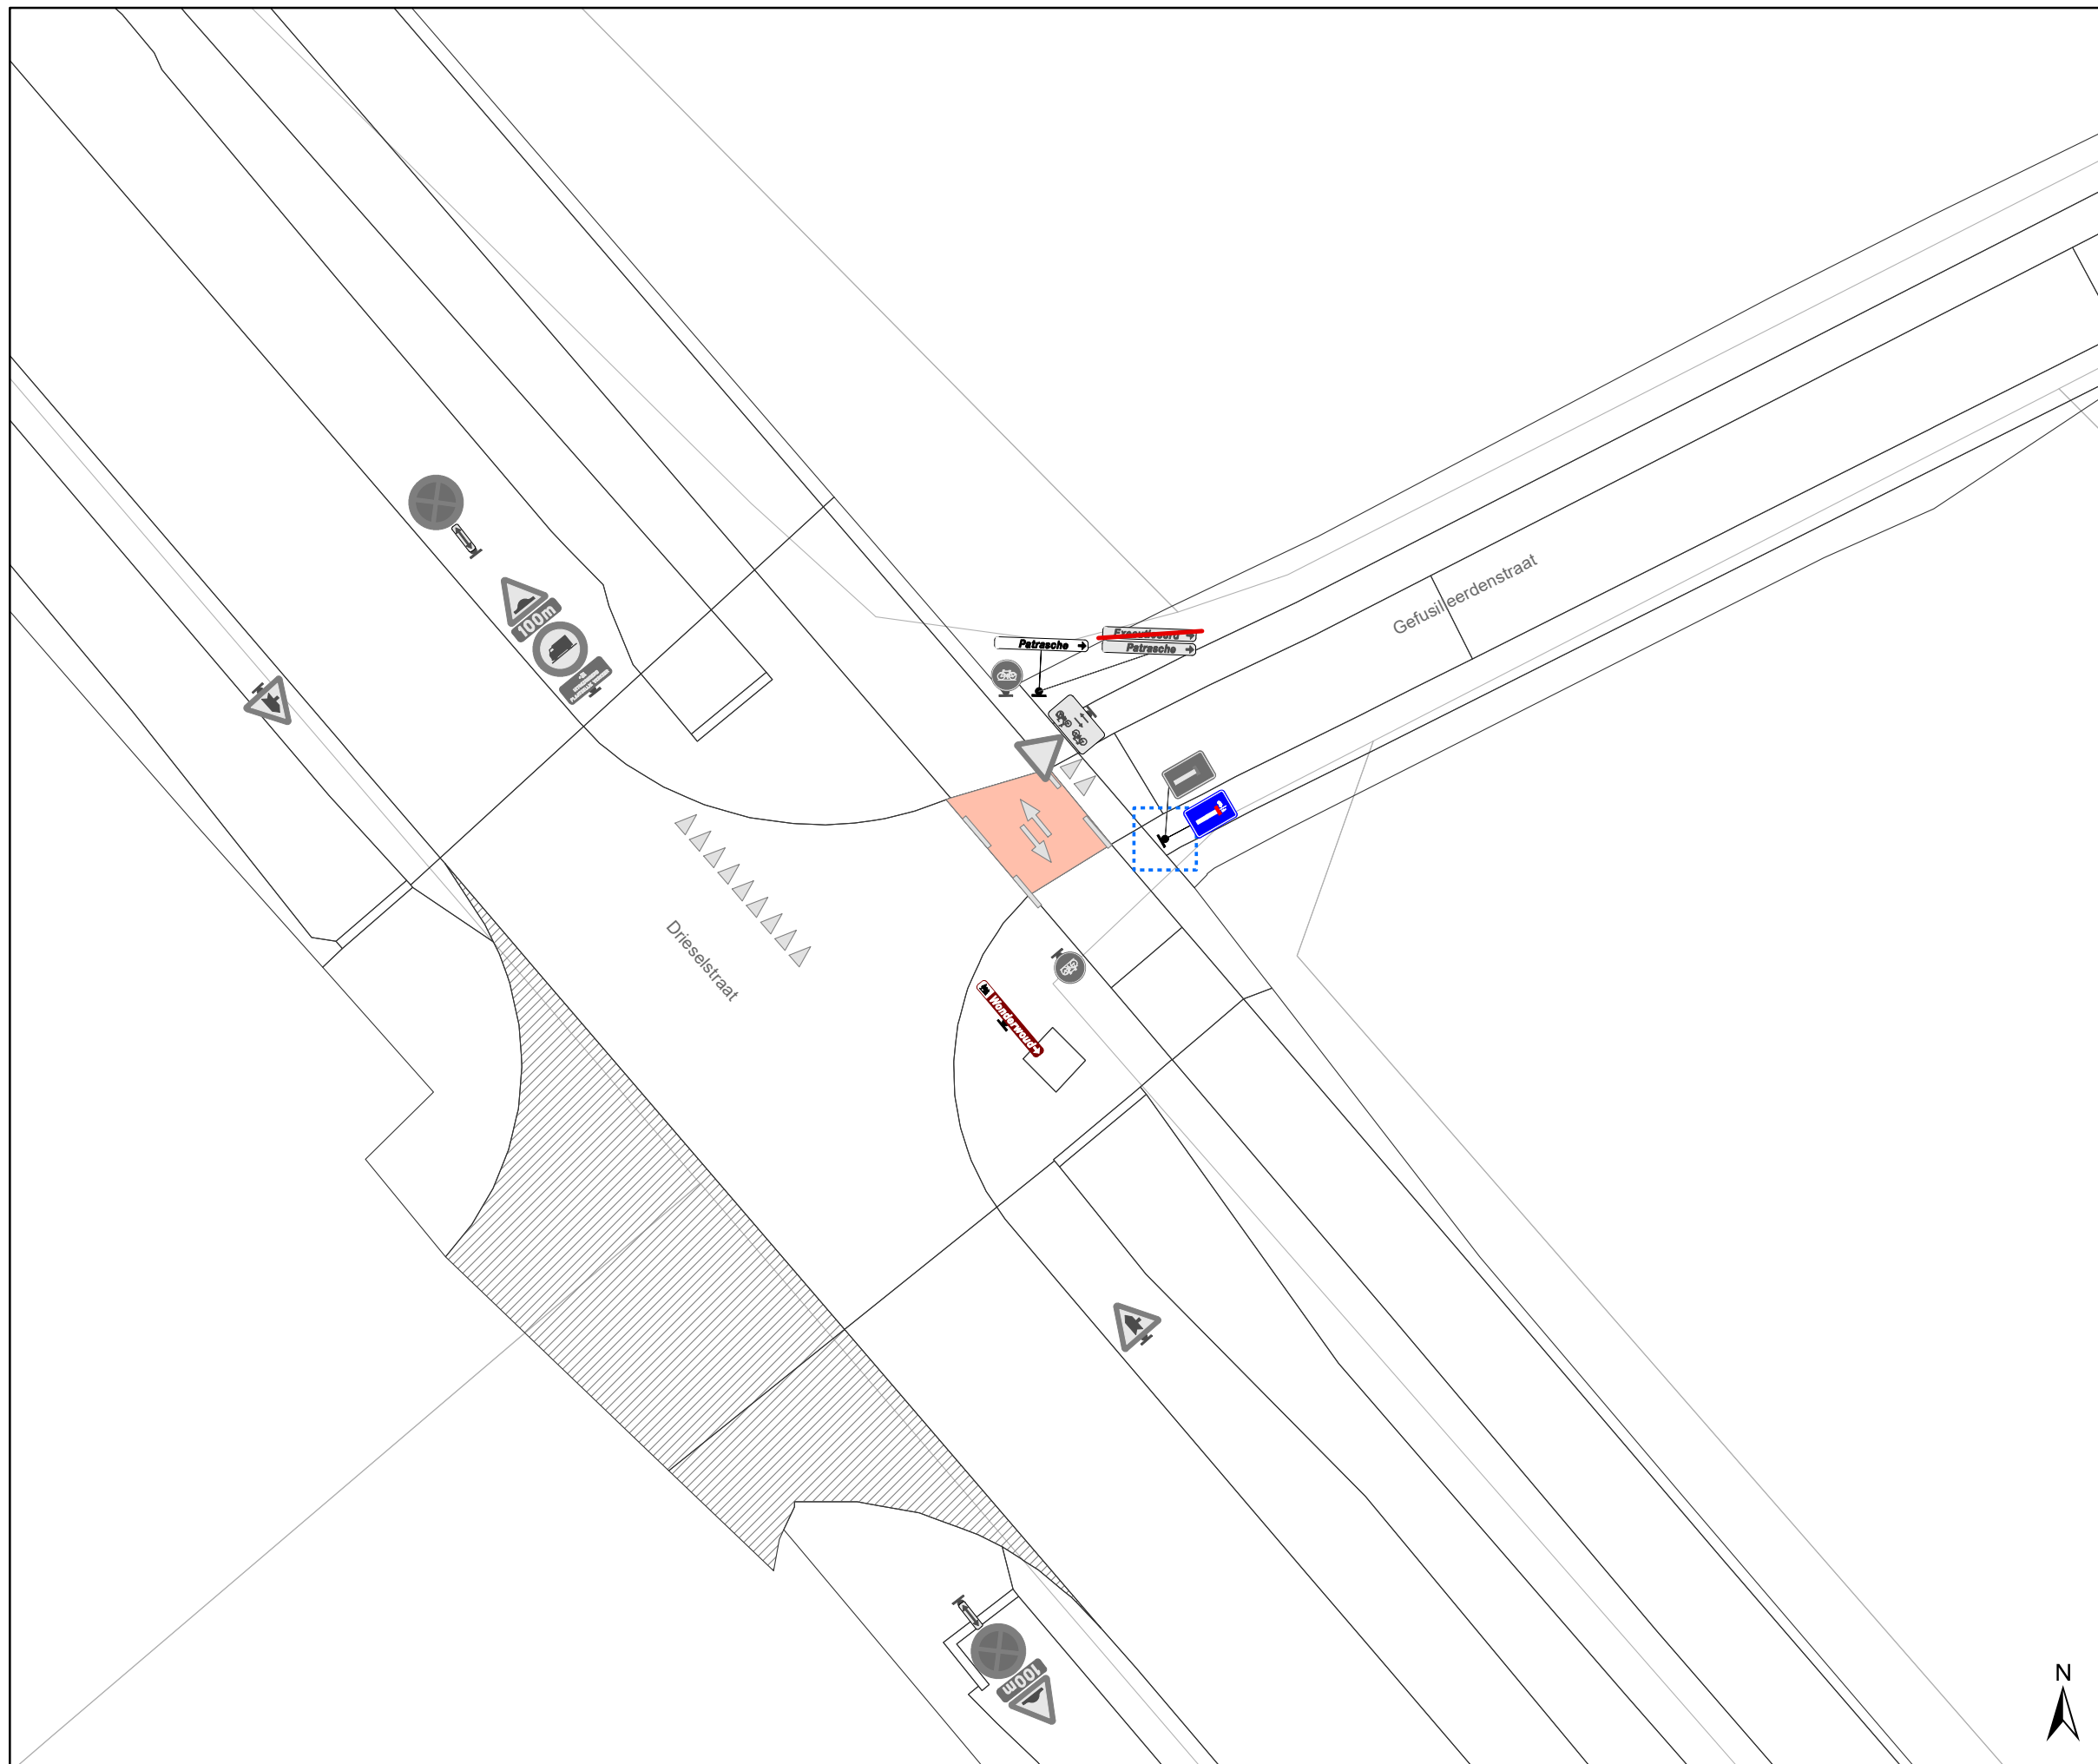 Gefusilleerdenstraat
100m
Patrasche
Patrasche
Drieselstraat
Wonderwoud
100m
N